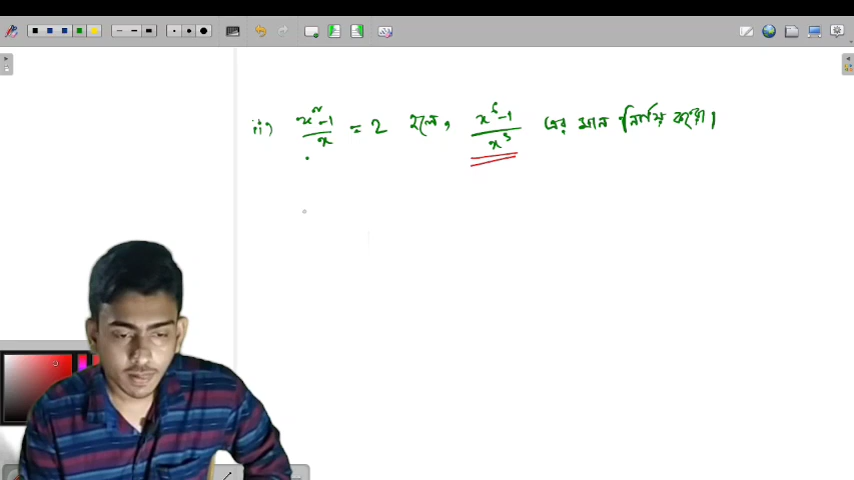 ii) x²-1/x = 2 হলে, x⁶-1/x³ এর মান নির্ণয় করো।